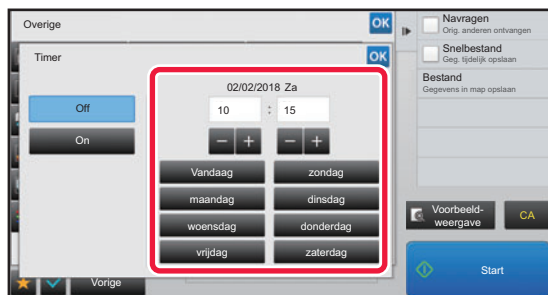 Overige
OK
Timer
OK
02/02/2018 Za
10 : 15
Off
On
Vandaag
zondag
maandag
dinsdag
woensdag
donderdag
vrijdag
zaterdag
Vorige
Navragen
Orig. anderen ontvangen
Snelbestand
Geg. tijdelijk opslaan
Bestand
Gegevens in map opslaan
Voorbeeld-
weergave
CA
Start